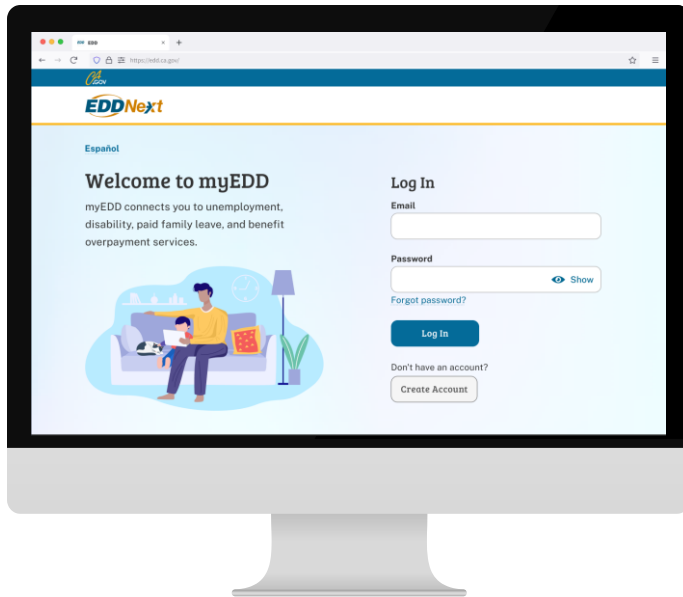 EDD
https://edd.ca.gov/
CA.GOV
EDDNext
Español
Welcome to myEDD
myEDD connects you to unemployment,
disability, paid family leave, and benefit
overpayment services.
Log In
Email
Password
Show
Forgot password?
Log In
Don't have an account?
Create Account